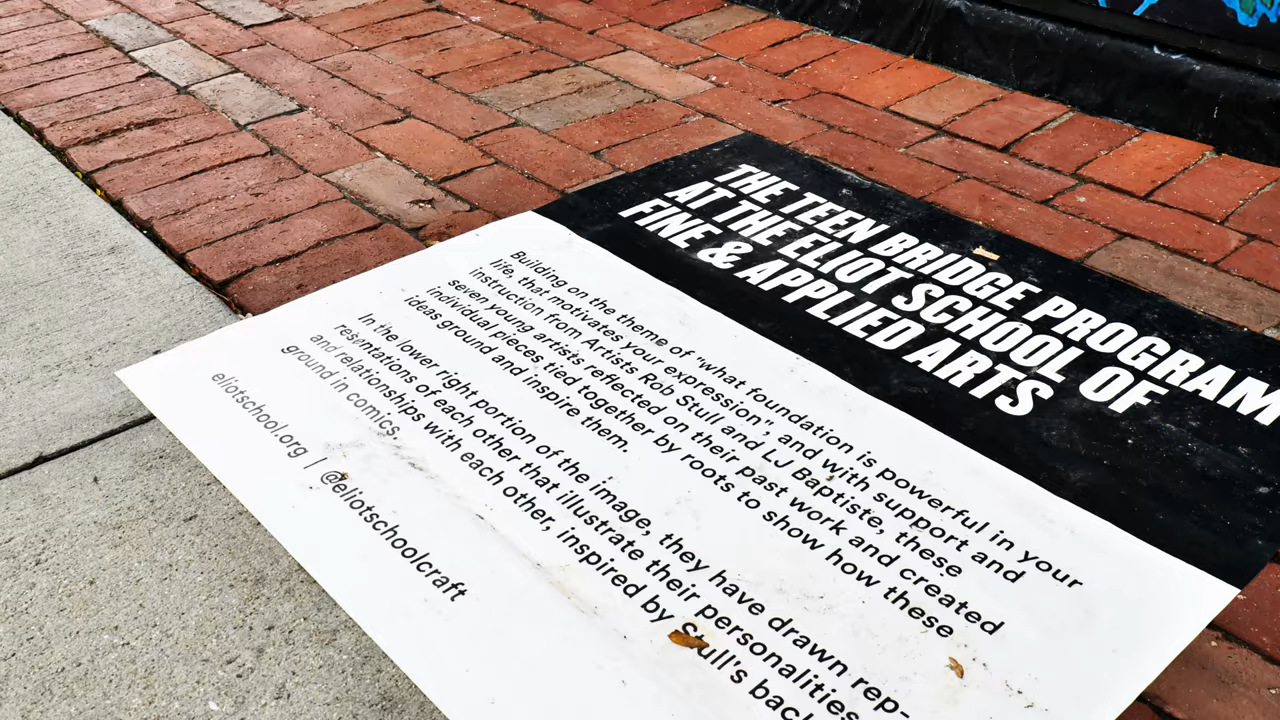 THE TEEN BRIDGE PROGRAM
AT THE ELIOT SCHOOL OF
FINE & APPLIED ARTS
Building on the theme of "what foundation is powerful in your
life, that motivates your expression", and with support and
instruction from Artists Rob Stull and LJ Baptiste, these
seven young artists reflected on their past work and created
individual pieces tied together by roots to show how these
ideas ground and inspire them.
In the lower right portion of the image, they have drawn rep-
resentations of each other that illustrate their personalities
and relationships with each other, inspired by Stull's back
ground in comics.
eliotschool.org | @eliotschoolcraft